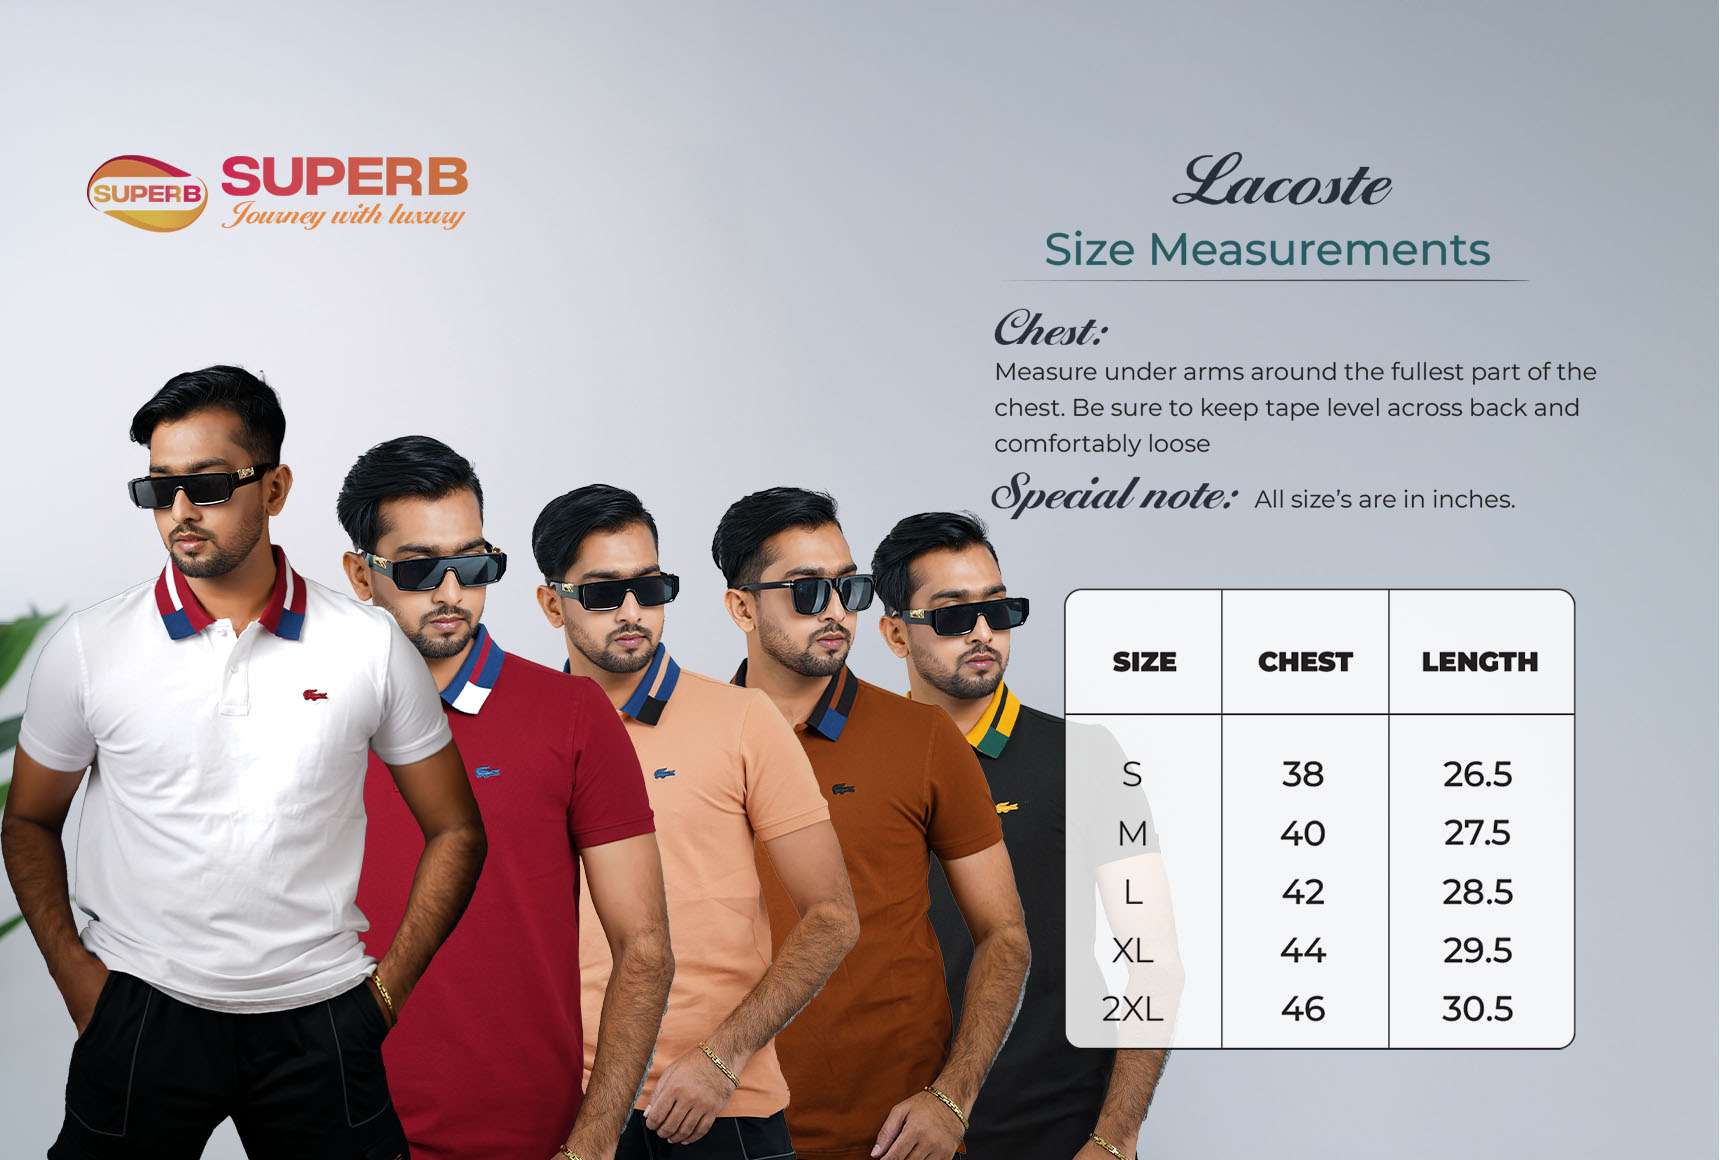 SUPERB
SUPERB
Journey with luxury
Lacoste
Size Measurements
Chest:
Measure under arms around the fullest part of the
chest. Be sure to keep tape level across back and
comfortably loose
Special note: All size’s are in inches.
SIZE CHEST LENGTH
S 38 26.5
M 40 27.5
L 42 28.5
XL 44 29.5
2XL 46 30.5